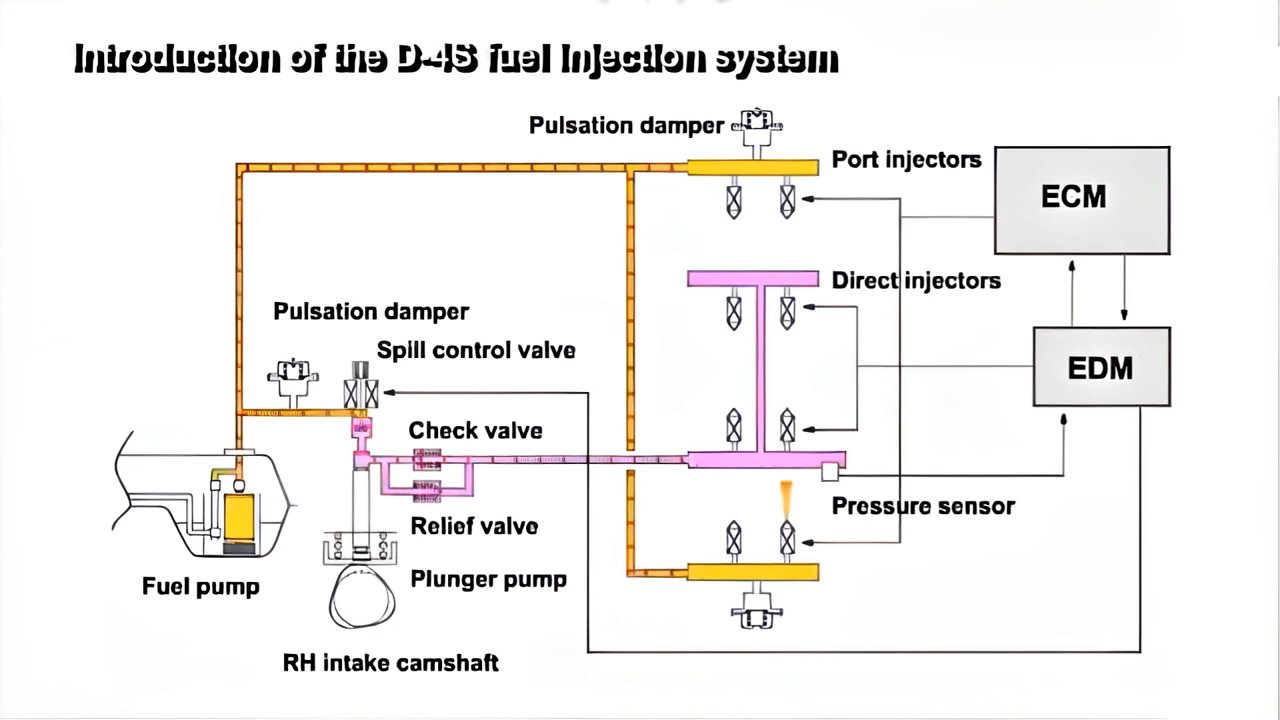 Introduction of the D-4S fuel Injection system
Pulsation damper
Port injectors
ECM
Direct injectors
Pulsation damper
Spill control valve
EDM
Check valve
Pressure sensor
Relief valve
Fuel pump
Plunger pump
RH intake camshaft